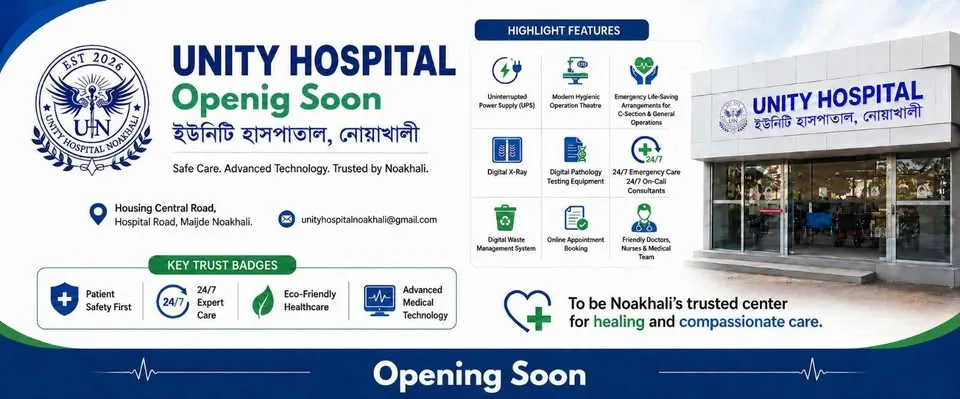 EST 2026
UN
UNITY HOSPITAL NOAKHALI
UNITY HOSPITAL
Openig Soon
ইউনিটি হাসপাতাল, নোয়াখালী
Safe Care. Advanced Technology. Trusted by Noakhali.
Housing Central Road,
Hospital Road, Maijde Noakhali.
unityhospitalnoakhali@gmail.com
KEY TRUST BADGES
Patient
Safety First
24/7
24/7
Expert
Care
Eco-Friendly
Healthcare
Advanced
Medical
Technology
HIGHLIGHT FEATURES
Uninterrupted
Power Supply (UPS)
Modern Hygienic
Operation Theatre
Emergency Life-Saving
Arrangements for
C-Section & General
Operations
Digital X-Ray
Digital Pathology
Testing Equipment
24/7
24/7 Emergency Care
24/7 On-Call
Consultants
Digital Waste
Management System
Online Appointment
Booking
Friendly Doctors,
Nurses & Medical
Team
UNITY HOSPITAL
ইউনিটি হাসপাতাল, নোয়াখালী
To be Noakhali's trusted center
for healing and compassionate care.
Opening Soon